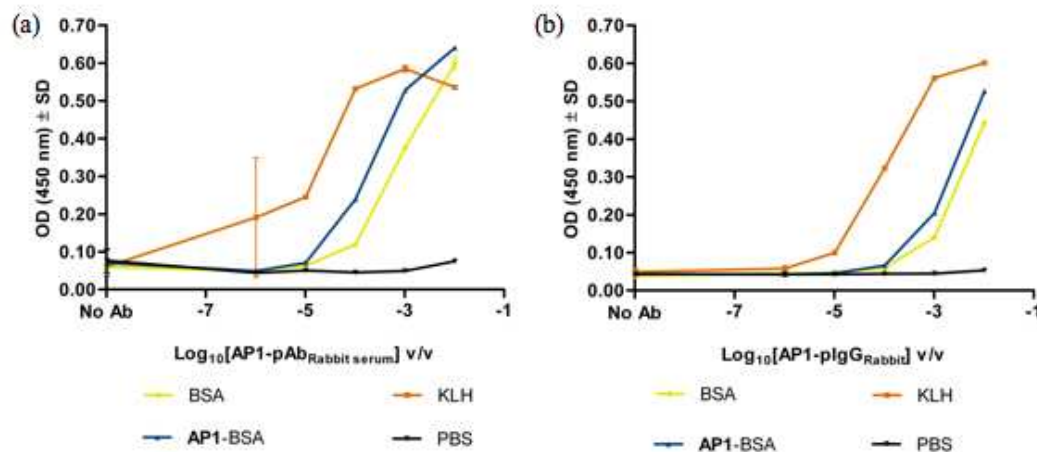 (a)
0.70
0.60
0.50
0.40
0.30
0.20
0.10
0.00
OD (450 nm) ± SD
No Ab -7 -5 -3 -1
Log10[AP1-pAbRabbit serum] v/v
BSA KLH
AP1-BSA PBS
(b)
0.70
0.60
0.50
0.40
0.30
0.20
0.10
0.00
OD (450 nm) ± SD
No Ab -7 -5 -3 -1
Log10[AP1-pIgGRabbit] v/v
BSA KLH
AP1-BSA PBS